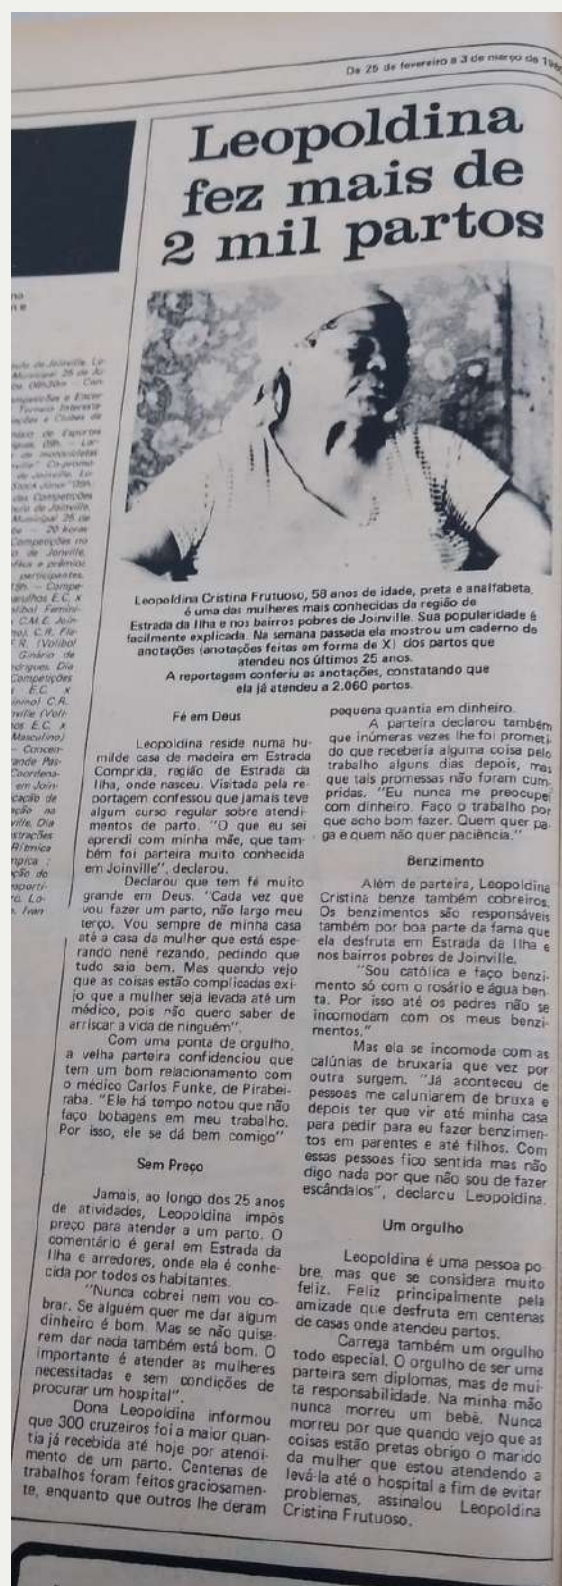 De 25 de fevereiro a 3 de março de
Leopoldina
fez mais de
2 mil partos
Leopoldina Cristina Frutuoso, 58 anos de idade, preta e analfabeta,
é uma das mulheres mais conhecidas da região de
Estrada da Ilha e nos bairros pobres de Joinville. Sua popularidade é
facilmente explicada. Na semana passada ela mostrou um caderno de
anotações (anotações feitas em forma de X) dos partos que
atendeu nos últimos 25 anos.
A reportagem conferiu as anotações, constatando que
ela já atendeu a 2.060 partos.
Fé em Deus
Leopoldina reside numa hu-
milde casa de madeira em Estrada
Comprida, região de Estrada da
Ilha, onde nasceu. Visitada pela re-
portagem confessou que jamais teve
algum curso regular sobre atendi-
mentos de parto. "O que eu sei
aprendi com minha mãe, que tam-
bém foi parteira muito conhecida
em Joinville", declarou.
Declarou que tem fé muito
grande em Deus. "Cada vez que
vou fazer um parto, não largo meu
terço. Vou sempre de minha casa
até a casa da mulher que está espe-
rando nenê rezando, pedindo que
tudo saia bem. Mas quando vejo
que as coisas estão complicadas exi-
jo que a mulher seja levada até um
médico, pois não quero saber de
arriscar a vida de ninguém".
Com uma ponta de orgulho,
a velha parteira confidenciou que
tem um bom relacionamento com
o médico Carlos Funke, de Pirabei-
raba. "Ele há tempo notou que não
faço bobagens em meu trabalho.
Por isso, ele se dá bem comigo"
Sem Preço
Jamais, ao longo dos 25 anos
de atividades, Leopoldina impôs
preço para atender a um parto. O
comentário é geral em Estrada da
Ilha e arredores, onde ela é conhe-
cida por todos os habitantes.
"Nunca cobrei nem vou co-
brar. Se alguém quer me dar algum
dinheiro é bom. Mas se não quise-
rem dar nada também está bom. O
importante é atender as mulheres
necessitadas e sem condições de
procurar um hospital".
Dona Leopoldina informou
que 300 cruzeiros foi a maior quan-
tia já recebida até hoje por atendi-
mento de um parto. Centenas de
trabalhos foram feitos graciosamen-
te, enquanto que outros lhe deram
pequena quantia em dinheiro.
A parteira declarou também
que inúmeras vezes lhe foi prometi-
do que receberia alguma coisa pelo
trabalho alguns dias depois, mas
que tais promessas não foram cum-
pridas. "Eu nunca me preocupei
com dinheiro. Faço o trabalho por
que acho bom fazer. Quem quer pa-
ga e quem não quer paciência."
Benzimento
Além de parteira, Leopoldina
Cristina benze também cobreiros.
Os benzimentos são responsáveis
também por boa parte da fama que
ela desfruta em Estrada da Ilha e
nos bairros pobres de Joinville.
"Sou católica e faço benzi-
mento só com o rosário e água ben-
ta. Por isso até os padres não se
incomodam com os meus benzi-
mentos."
Mas ela se incomoda com as
calúnias de bruxaria que vez por
outra surgem. "Já aconteceu de
pessoas me caluniarem de bruxa e
depois ter que vir até minha casa
para pedir para eu fazer benzimen-
tos em parentes e até filhos. Com
essas pessoas fico sentida mas não
digo nada por que não sou de fazer
escândalos", declarcu Leopoldina.
Um orgulho
Leopoldina é uma pessoa po-
bre, mas que se considera muito
feliz. Feliz principalmente pela
amizade que desfruta em centenas
de casas onde atendeu partos.
Carrega também um orgulho
todo especial. O orgulho de ser uma
parteira sem diplomas, mas de mui-
ta responsabilidade. Na minha mão
nunca morreu um bebê. Nunca
morreu por que quando vejo que as
coisas estão pretas obrigo o marido
da mulher que estou atendendo a
levá-la até o hospital a fim de evitar
problemas, assinalou Leopoldina
Cristina Frutuoso.